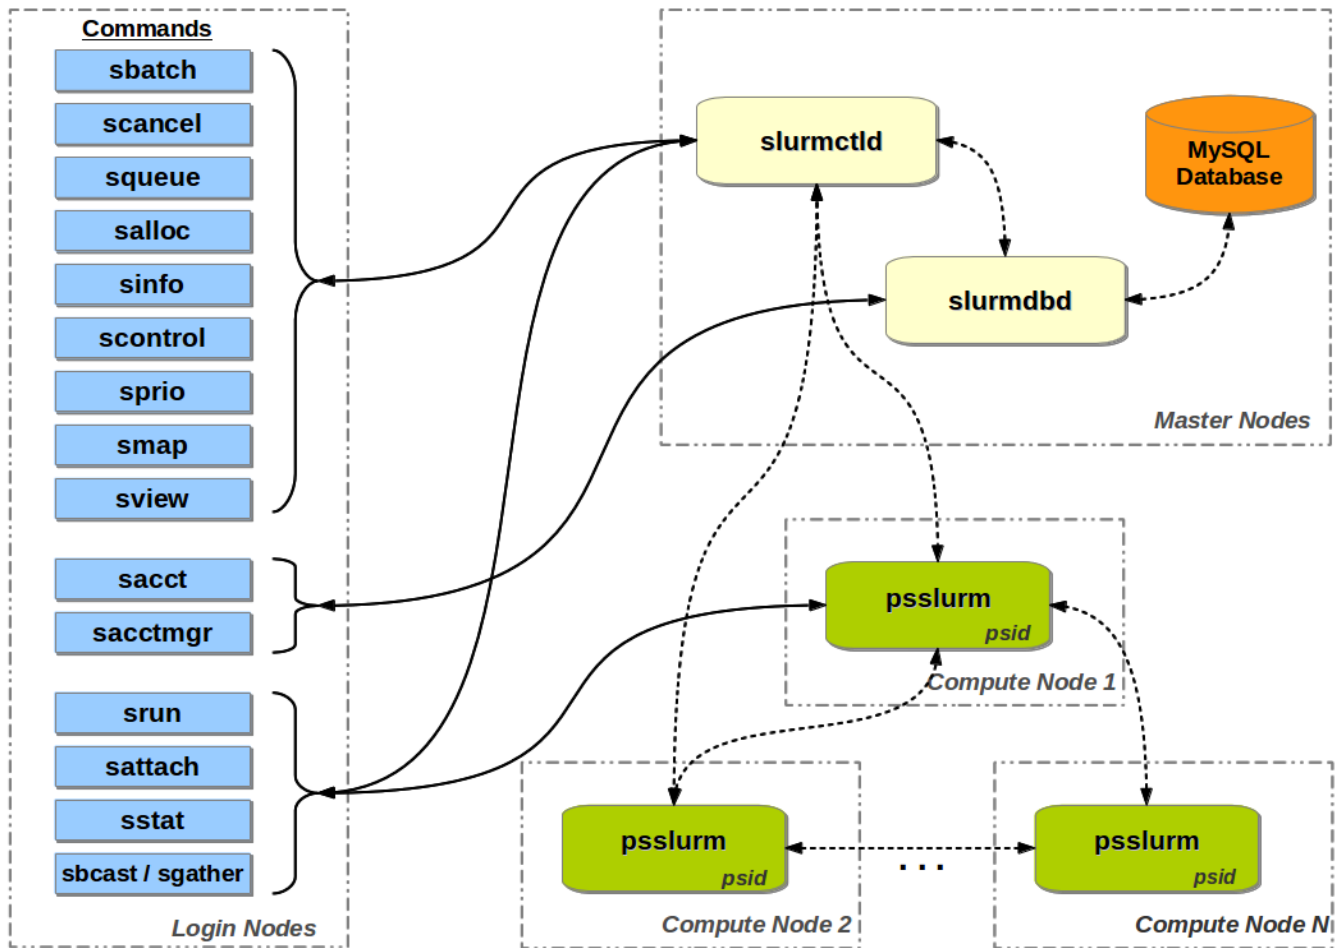 Commands
sbatch
scancel
squeue
salloc
sinfo
scontrol
sprio
smap
sview
sacct
sacctmgr
srun
sattach
sstat
sbcast / sgather
Login Nodes
slurmctld
MySQL
Database
slurmdbd
Master Nodes
psslurm
psid
Compute Node 1
psslurm
psid
Compute Node 2
. . .
psslurm
psid
Compute Node N